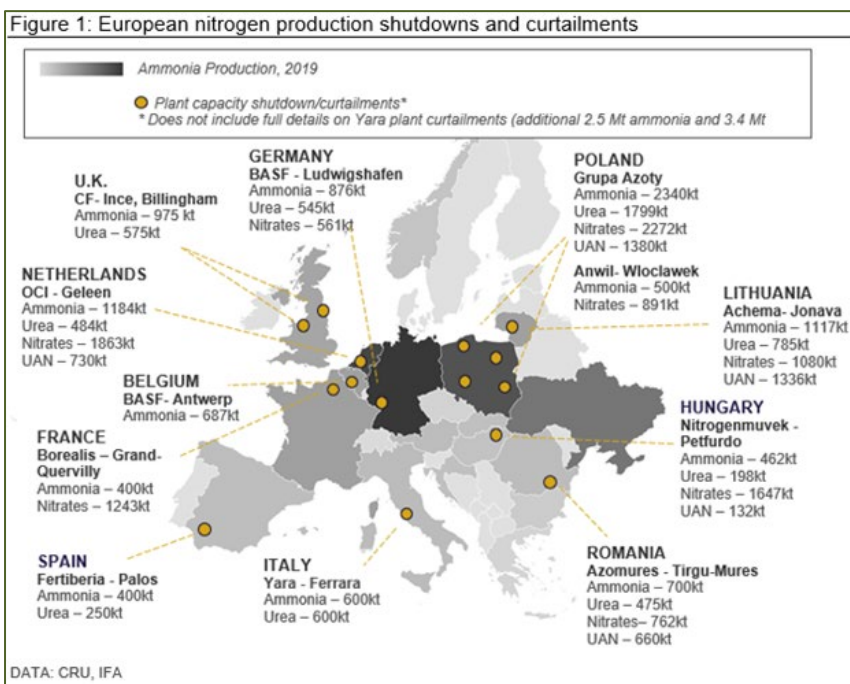 Figure 1: European nitrogen production shutdowns and curtailments
Ammonia Production, 2019
Plant capacity shutdown/curtailments*
* Does not include full details on Yara plant curtailments (additional 2.5 Mt ammonia and 3.4 Mt
U.K.
CF- Ince, Billingham
Ammonia – 975 kt
Urea – 575kt
GERMANY
BASF - Ludwigshafen
Ammonia – 876kt
Urea – 545kt
Nitrates – 561kt
POLAND
Grupa Azoty
Ammonia – 2340kt
Urea – 1799kt
Nitrates – 2272kt
UAN – 1380kt
Anwil- Wloclawek
Ammonia – 500kt
Nitrates – 891kt
NETHERLANDS
OCI - Geleen
Ammonia – 1184kt
Urea – 484kt
Nitrates – 1863kt
UAN – 730kt
LITHUANIA
Achema- Jonava
Ammonia – 1117kt
Urea – 785kt
Nitrates – 1080kt
UAN – 1336kt
BELGIUM
BASF- Antwerp
Ammonia – 687kt
HUNGARY
Nitrogenmuvek -
Petfurdo
Ammonia – 462kt
Urea – 198kt
Nitrates – 1647kt
UAN – 132kt
FRANCE
Borealis – Grand-
Quervilly
Ammonia – 400kt
Nitrates – 1243kt
SPAIN
Fertiberia - Palos
Ammonia – 400kt
Urea – 250kt
ITALY
Yara - Ferrara
Ammonia – 600kt
Urea – 600kt
ROMANIA
Azomures - Tirgu-Mures
Ammonia – 700kt
Urea – 475kt
Nitrates– 762kt
UAN – 660kt
DATA: CRU, IFA